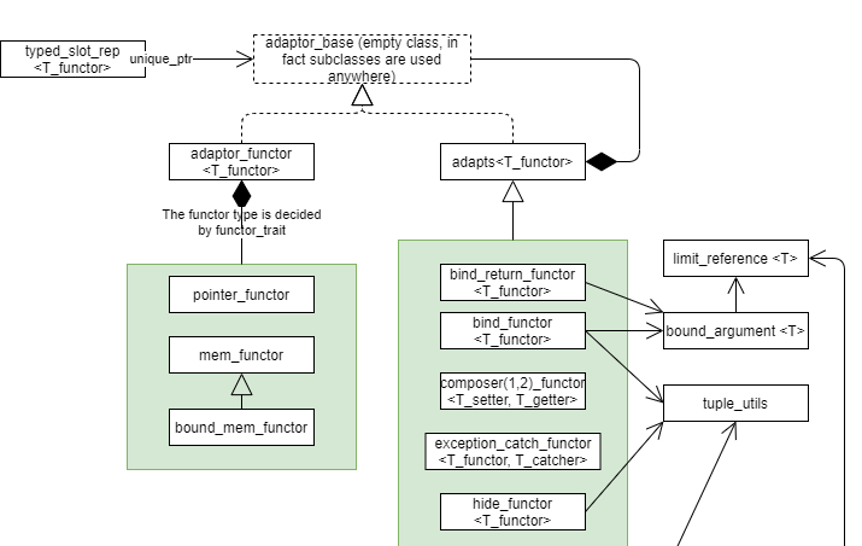 typed_slot_rep
<T_functor>
unique_ptr
adaptor_base (empty class, in
fact subclasses are used
anywhere)
adaptor_functor
<T_functor>
adapts<T_functor>
The functor type is decided
by functor_trait
pointer_functor
mem_functor
bound_mem_functor
bind_return_functor
<T_functor>
bind_functor
<T_functor>
composer(1,2)_functor
<T_setter, T_getter>
exception_catch_functor
<T_functor, T_catcher>
hide_functor
<T_functor>
limit_reference <T>
bound_argument <T>
tuple_utils